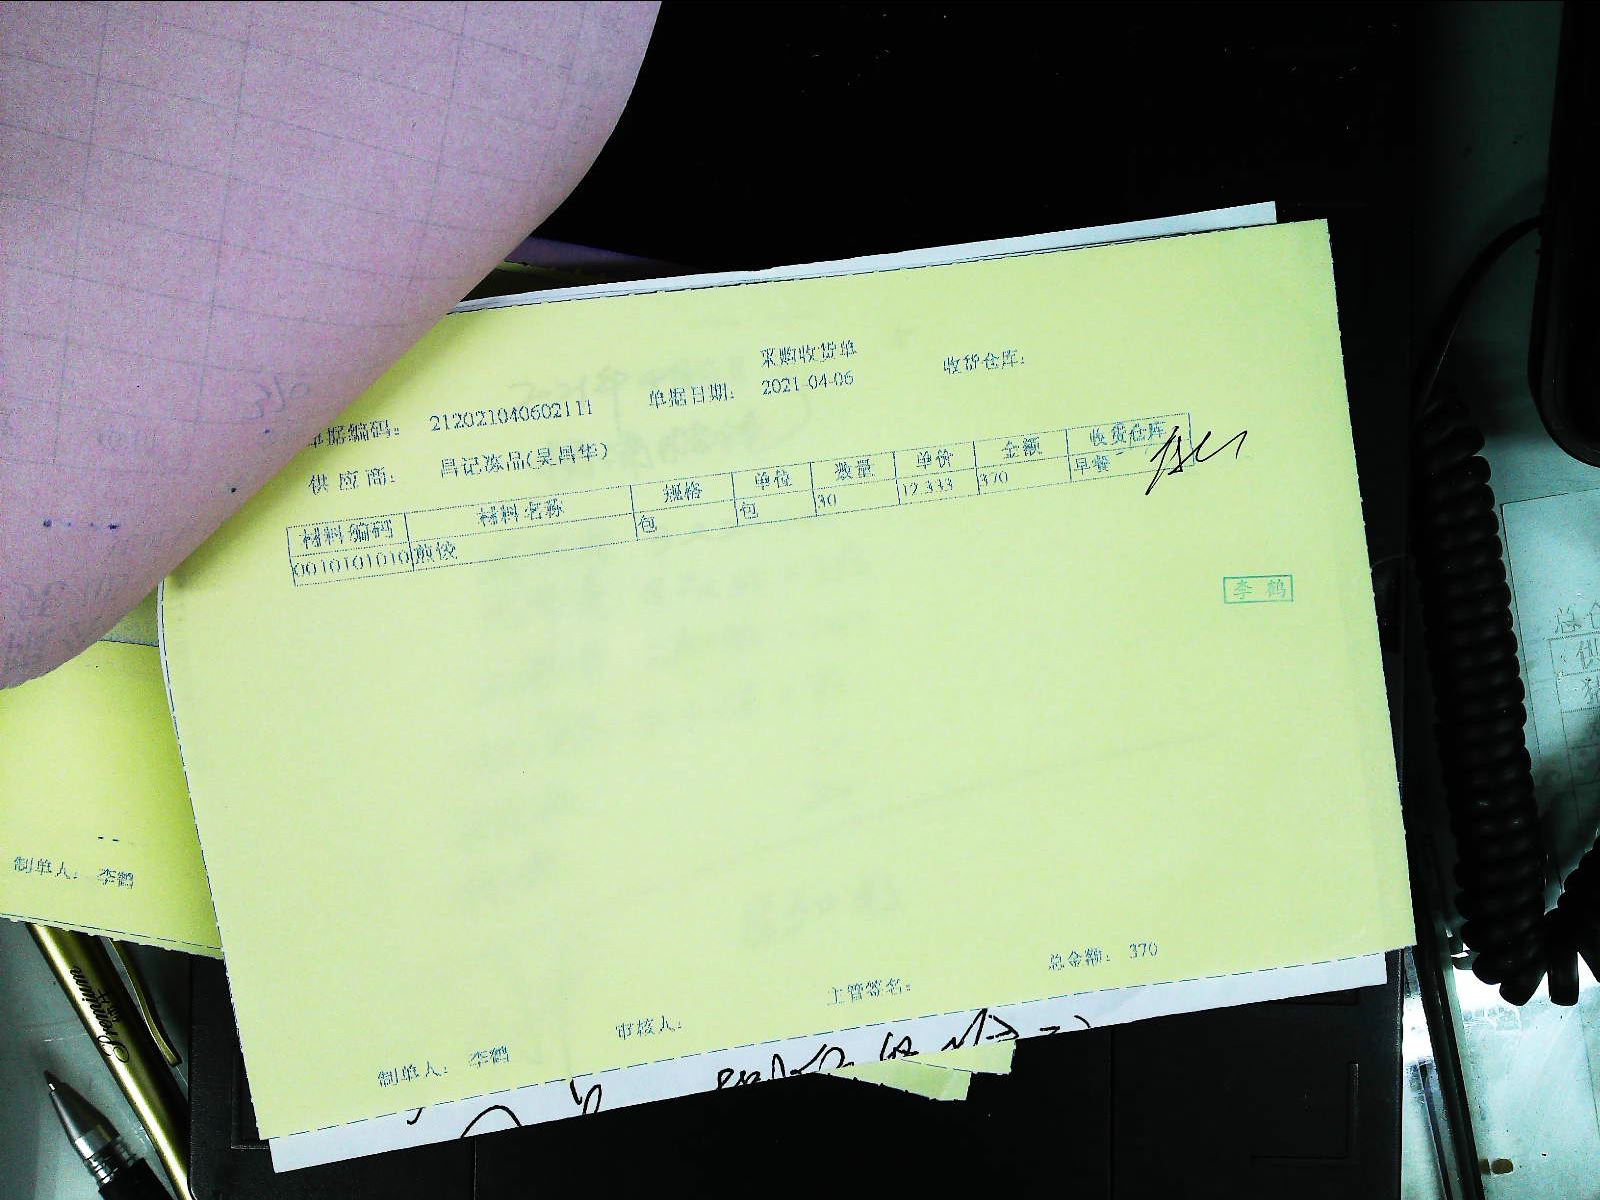 采购收货单
单据编码： 212021040602111 单据日期： 2021-04-06 收货仓库：
供应商： 昌记冻品(吴昌华)
材料编码 材料名称 规格 单位 数量 单价 金额 收货仓库
0010101010 煎饺 包 包 30 12.333 370 早餐
李鹤
总金额： 370
主管签名：
审核人：
制单人： 李鹤
制单人： 李鹤
Premium